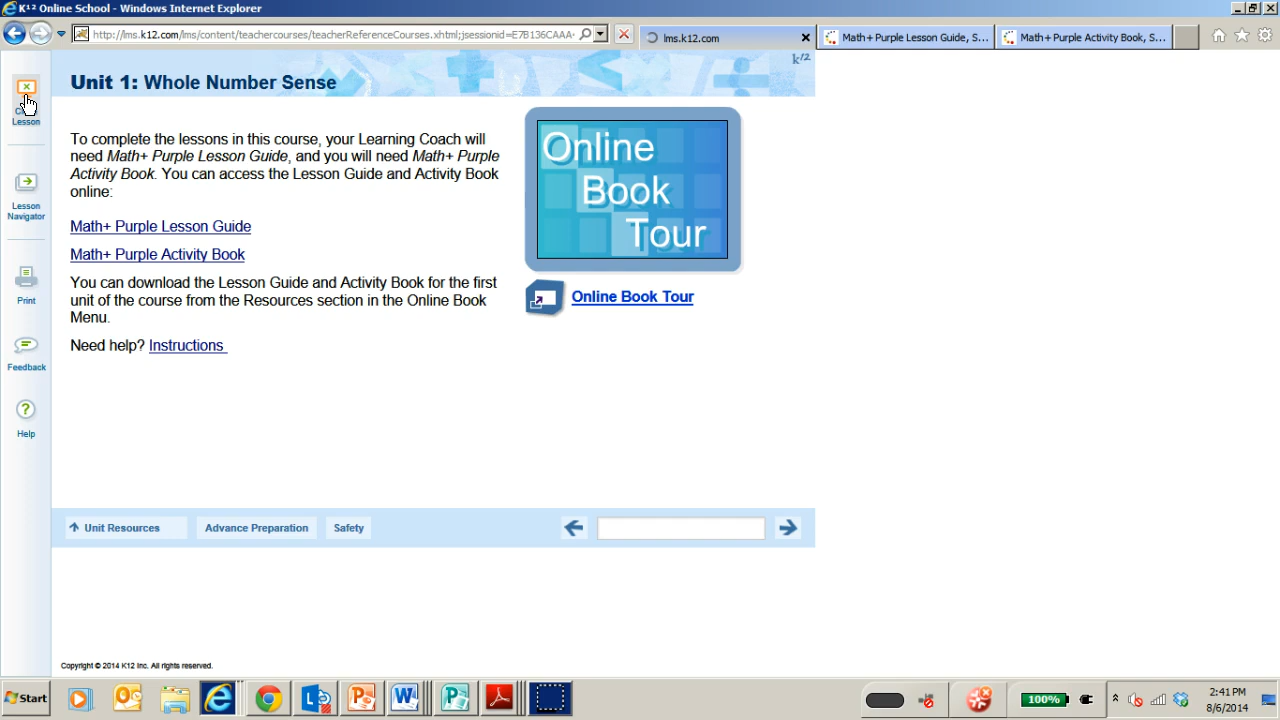 K¹² Online School - Windows Internet Explorer
http://lms.k12.com/lms/content/teachercourses/teacherReferenceCourses.xhtml;jsessionid=E7B136CAAA
lms.k12.com
Math+ Purple Lesson Guide, S...
Math+ Purple Activity Book, S...
Unit 1: Whole Number Sense
k¹²
Lesson
To complete the lessons in this course, your Learning Coach will
need Math+ Purple Lesson Guide, and you will need Math+ Purple
Activity Book. You can access the Lesson Guide and Activity Book
online:
Math+ Purple Lesson Guide
Math+ Purple Activity Book
You can download the Lesson Guide and Activity Book for the first
unit of the course from the Resources section in the Online Book
Menu.
Need help? Instructions
Online
Book
Tour
Online Book Tour
Lesson
Navigator
Print
Feedback
Help
Unit Resources
Advance Preparation
Safety
Copyright © 2014 K12 Inc. All rights reserved.
Start
100%
2:41 PM
8/6/2014